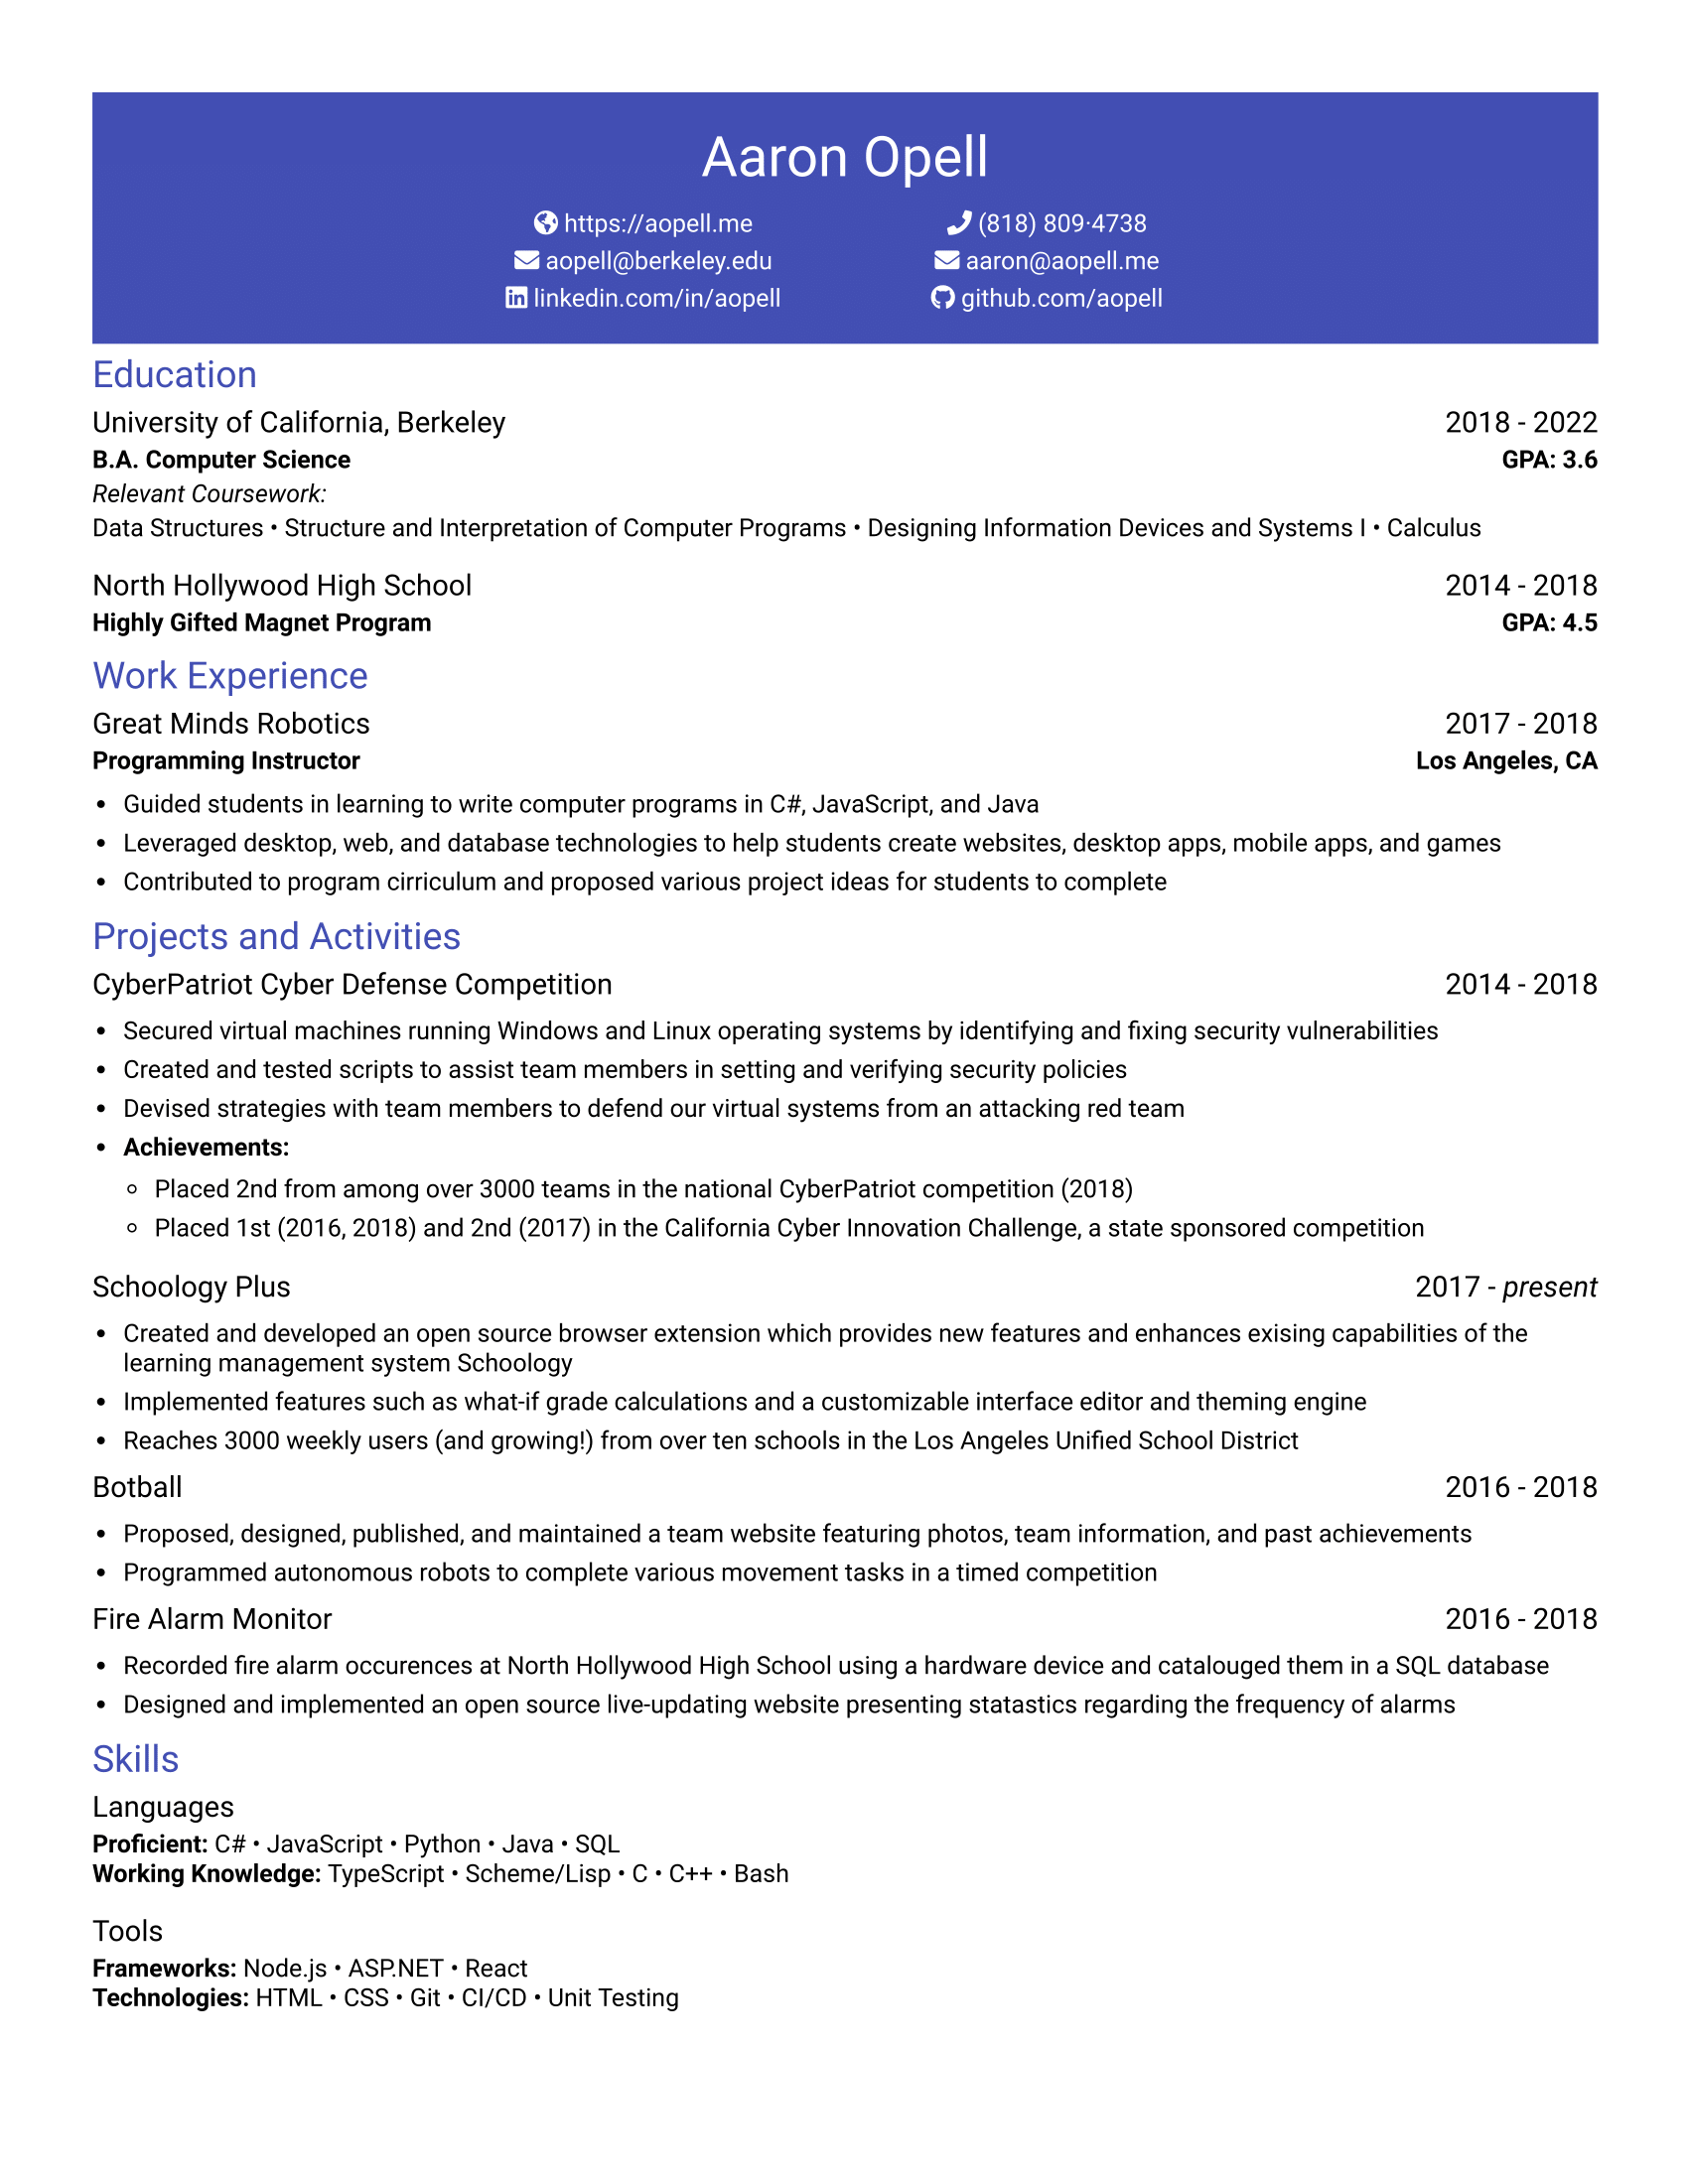 Aaron Opell
https://aopell.me (818) 809·4738
aopell@berkeley.edu aaron@aopell.me
linkedin.com/in/aopell github.com/aopell
Education
University of California, Berkeley 2018 - 2022
B.A. Computer Science GPA: 3.6
Relevant Coursework:
Data Structures • Structure and Interpretation of Computer Programs • Designing Information Devices and Systems I • Calculus
North Hollywood High School 2014 - 2018
Highly Gifted Magnet Program GPA: 4.5
Work Experience
Great Minds Robotics 2017 - 2018
Programming Instructor Los Angeles, CA
• Guided students in learning to write computer programs in C#, JavaScript, and Java
• Leveraged desktop, web, and database technologies to help students create websites, desktop apps, mobile apps, and games
• Contributed to program cirriculum and proposed various project ideas for students to complete
Projects and Activities
CyberPatriot Cyber Defense Competition 2014 - 2018
• Secured virtual machines running Windows and Linux operating systems by identifying and fixing security vulnerabilities
• Created and tested scripts to assist team members in setting and verifying security policies
• Devised strategies with team members to defend our virtual systems from an attacking red team
• Achievements:
◦ Placed 2nd from among over 3000 teams in the national CyberPatriot competition (2018)
◦ Placed 1st (2016, 2018) and 2nd (2017) in the California Cyber Innovation Challenge, a state sponsored competition
Schoology Plus 2017 - present
• Created and developed an open source browser extension which provides new features and enhances exising capabilities of the
learning management system Schoology
• Implemented features such as what-if grade calculations and a customizable interface editor and theming engine
• Reaches 3000 weekly users (and growing!) from over ten schools in the Los Angeles Unified School District
Botball 2016 - 2018
• Proposed, designed, published, and maintained a team website featuring photos, team information, and past achievements
• Programmed autonomous robots to complete various movement tasks in a timed competition
Fire Alarm Monitor 2016 - 2018
• Recorded fire alarm occurences at North Hollywood High School using a hardware device and catalouged them in a SQL database
• Designed and implemented an open source live-updating website presenting statastics regarding the frequency of alarms
Skills
Languages
Proficient: C# • JavaScript • Python • Java • SQL
Working Knowledge: TypeScript • Scheme/Lisp • C • C++ • Bash
Tools
Frameworks: Node.js • ASP.NET • React
Technologies: HTML • CSS • Git • CI/CD • Unit Testing